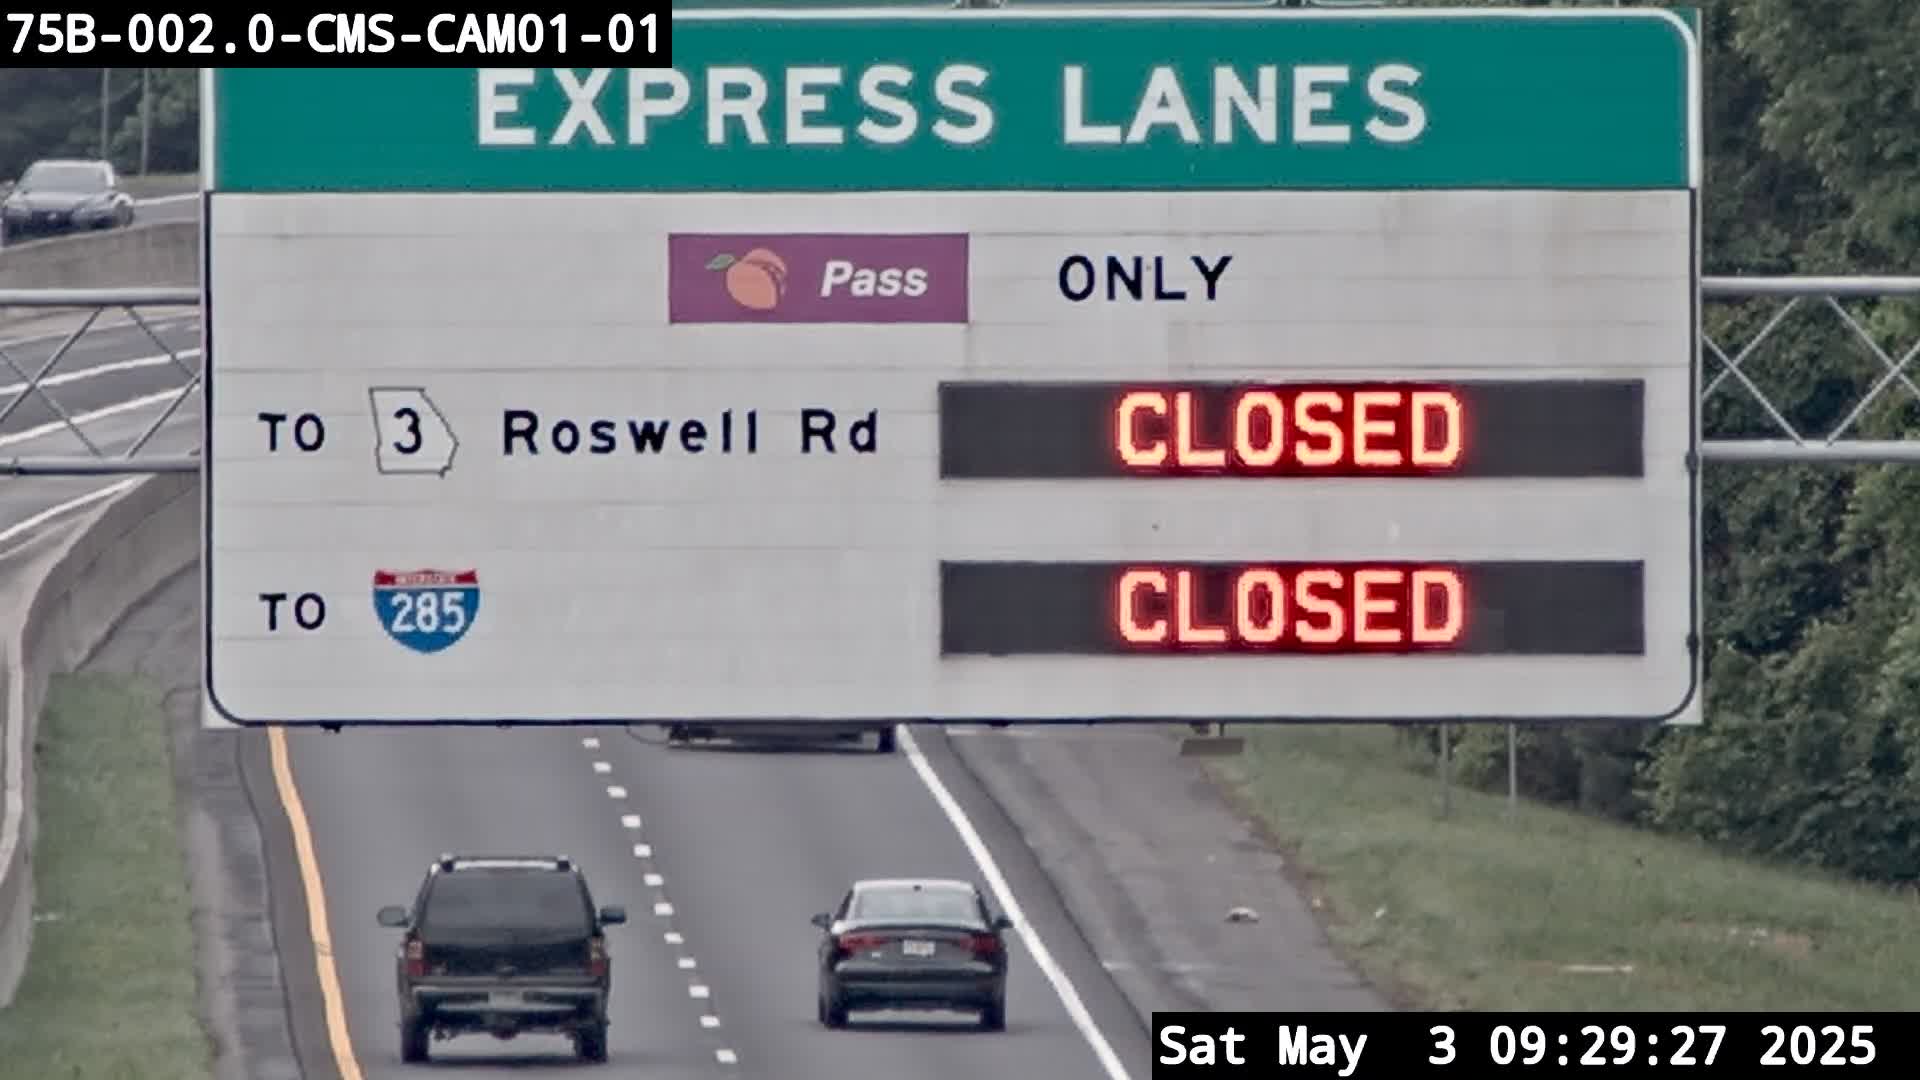 75B-002.0-CMS-CAM01-01
EXPRESS LANES
Pass ONLY
TO 3 Roswell Rd CLOSED
TO 285 CLOSED
Sat May 3 09:29:27 2025